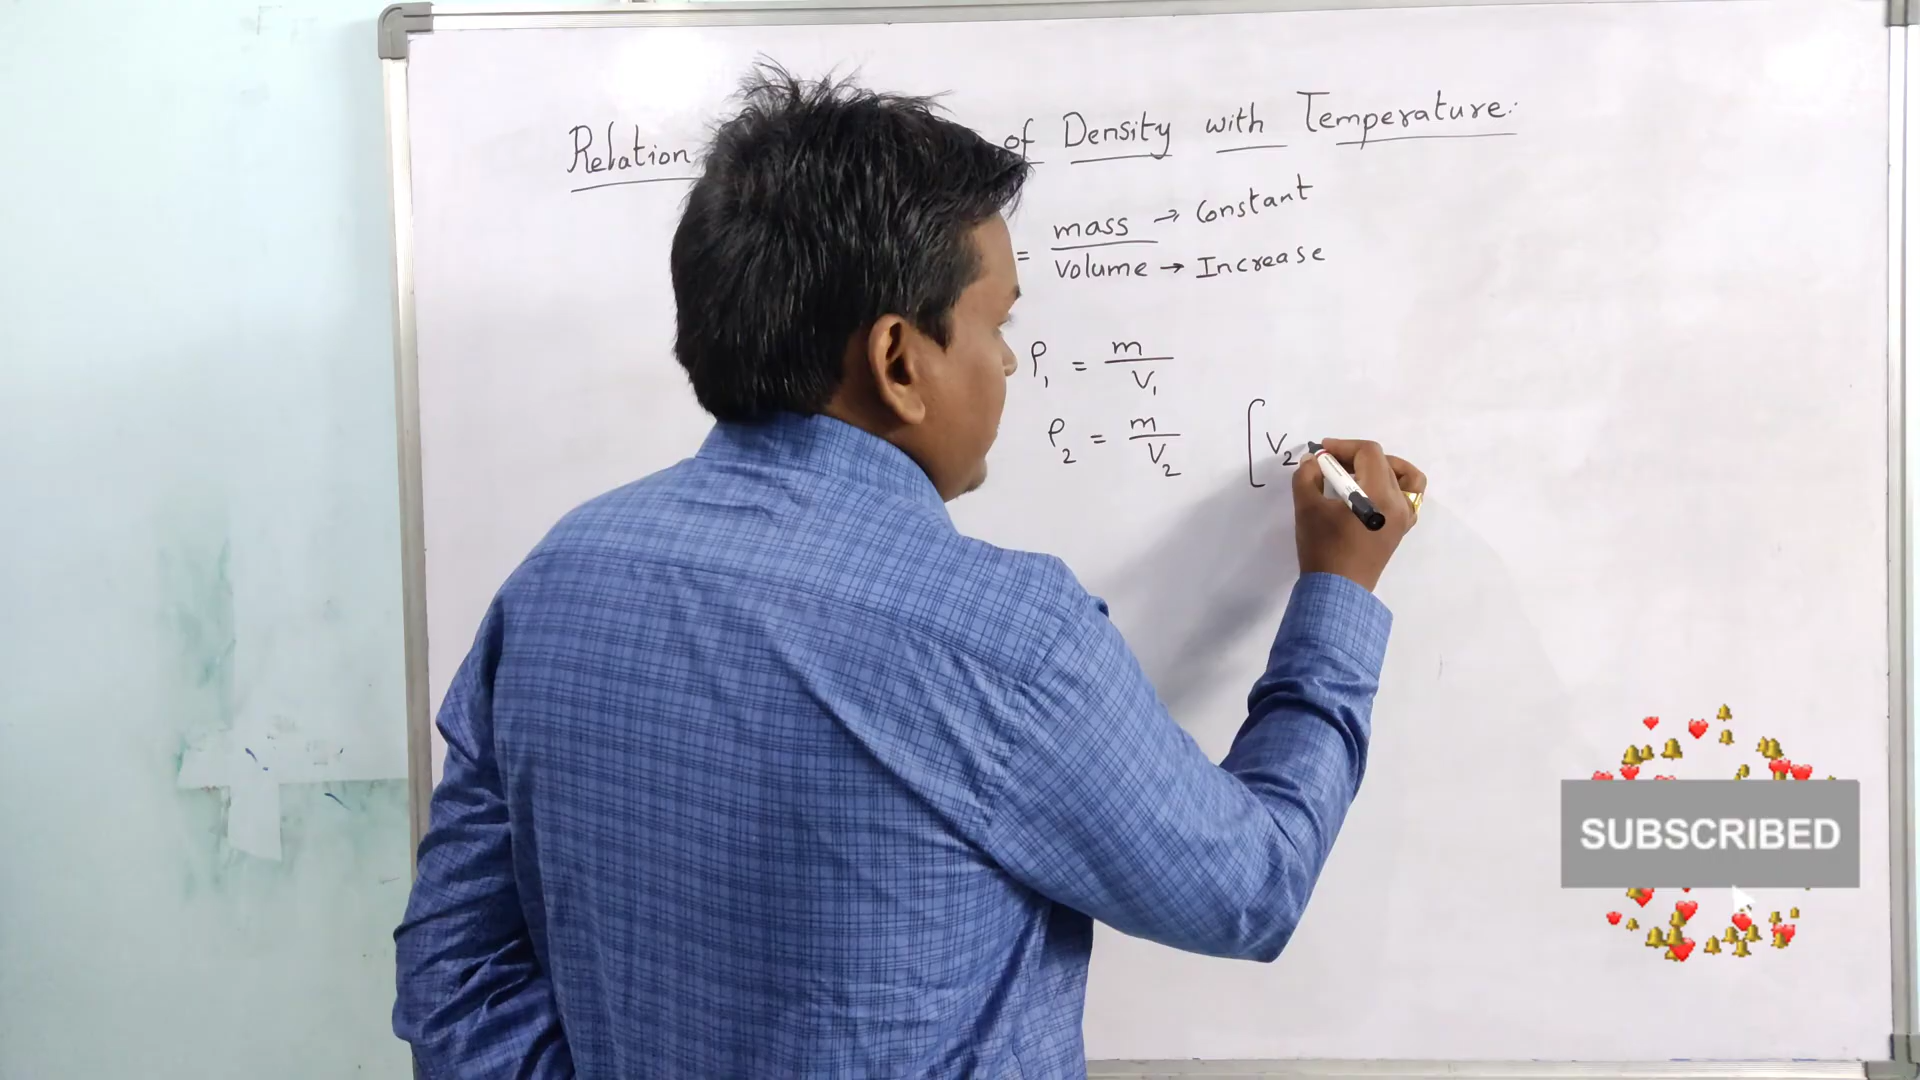 Relation of Density with Temperature:
= mass → Constant
Volume → Increase
ρ₁ = m / V₁
ρ₂ = m / V₂ [V₂
SUBSCRIBED